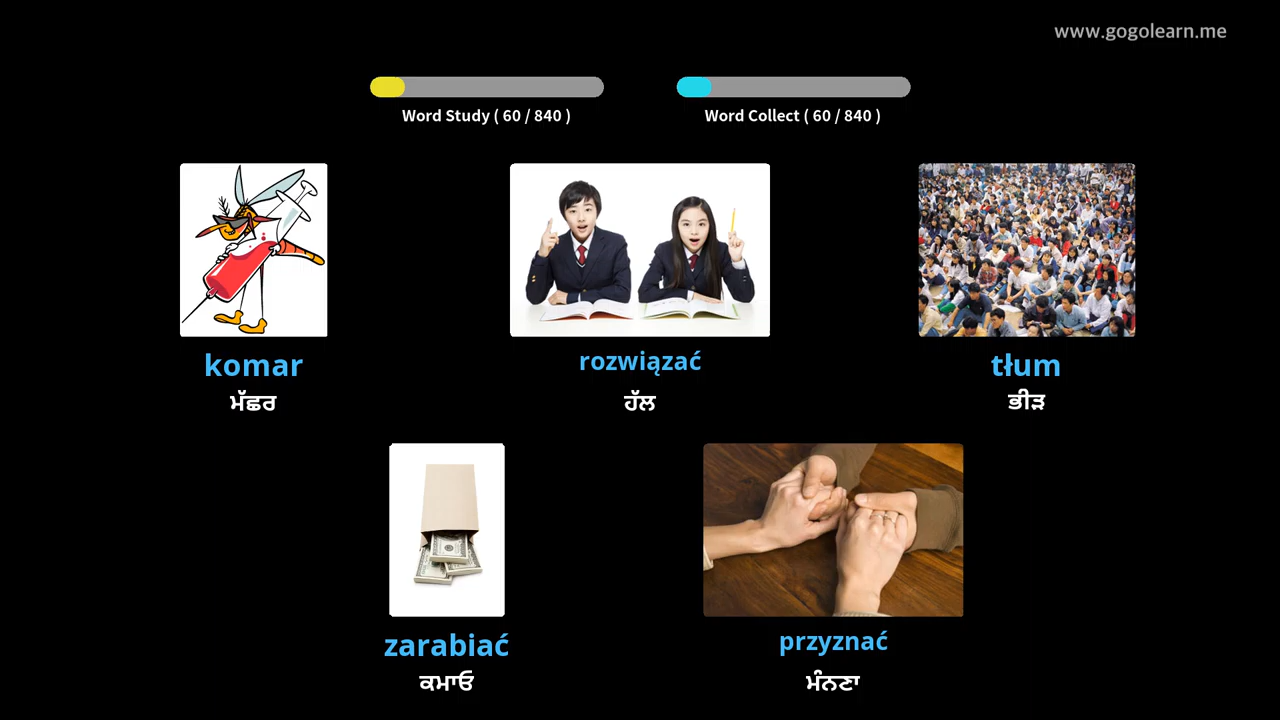 www.gogolearn.me
Word Study ( 60 / 840 )
Word Collect ( 60 / 840 )
komar
ਮੱਛਰ
rozwiązać
ਹੱਲ
tłum
ਭੀੜ
zarabiać
ਕਮਾਓ
przyznać
ਮੰਨਣਾ